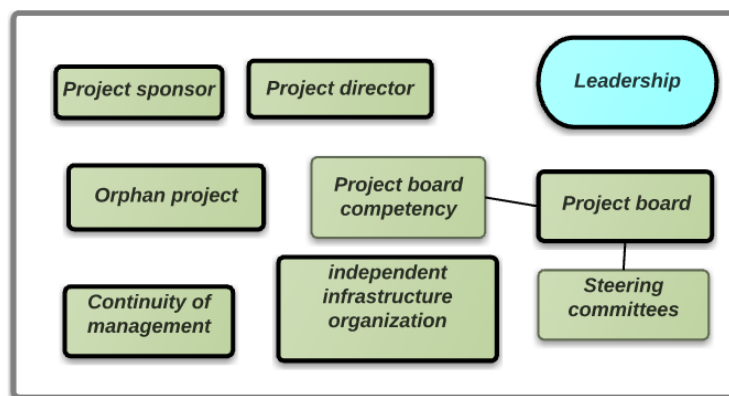 Project sponsor
Project director
Leadership
Orphan project
Project board
competency
Project board
Continuity of
management
independent
infrastructure
organization
Steering
committees